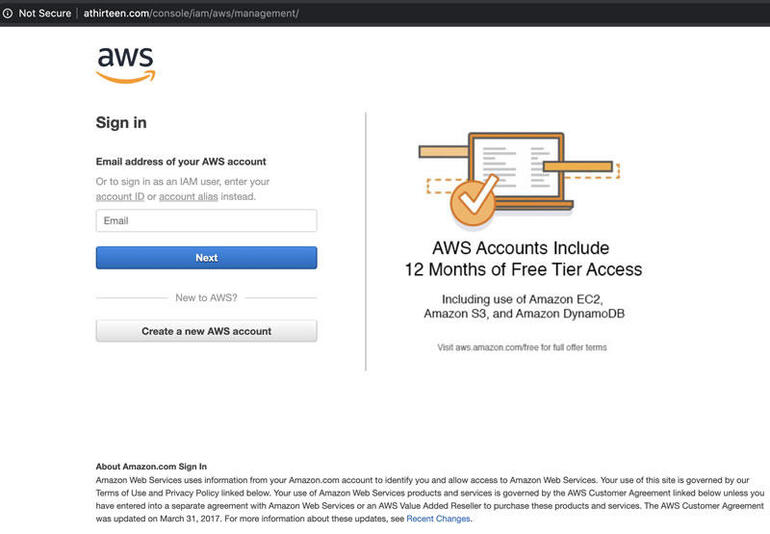 Not Secure | athirteen.com/console/iam/aws/management/
aws
Sign in
Email address of your AWS account
Or to sign in as an IAM user, enter your
account ID or account alias instead.
Email
Next
New to AWS?
Create a new AWS account
AWS Accounts Include
12 Months of Free Tier Access
Including use of Amazon EC2,
Amazon S3, and Amazon DynamoDB
Visit aws.amazon.com/free for full offer terms
About Amazon.com Sign In
Amazon Web Services uses information from your Amazon.com account to identify you and allow access to Amazon Web Services. Your use of this site is governed by our
Terms of Use and Privacy Policy linked below. Your use of Amazon Web Services products and services is governed by the AWS Customer Agreement linked below unless you
have entered into a separate agreement with Amazon Web Services or an AWS Value Added Reseller to purchase these products and services. The AWS Customer Agreement
was updated on March 31, 2017. For more information about these updates, see Recent Changes.